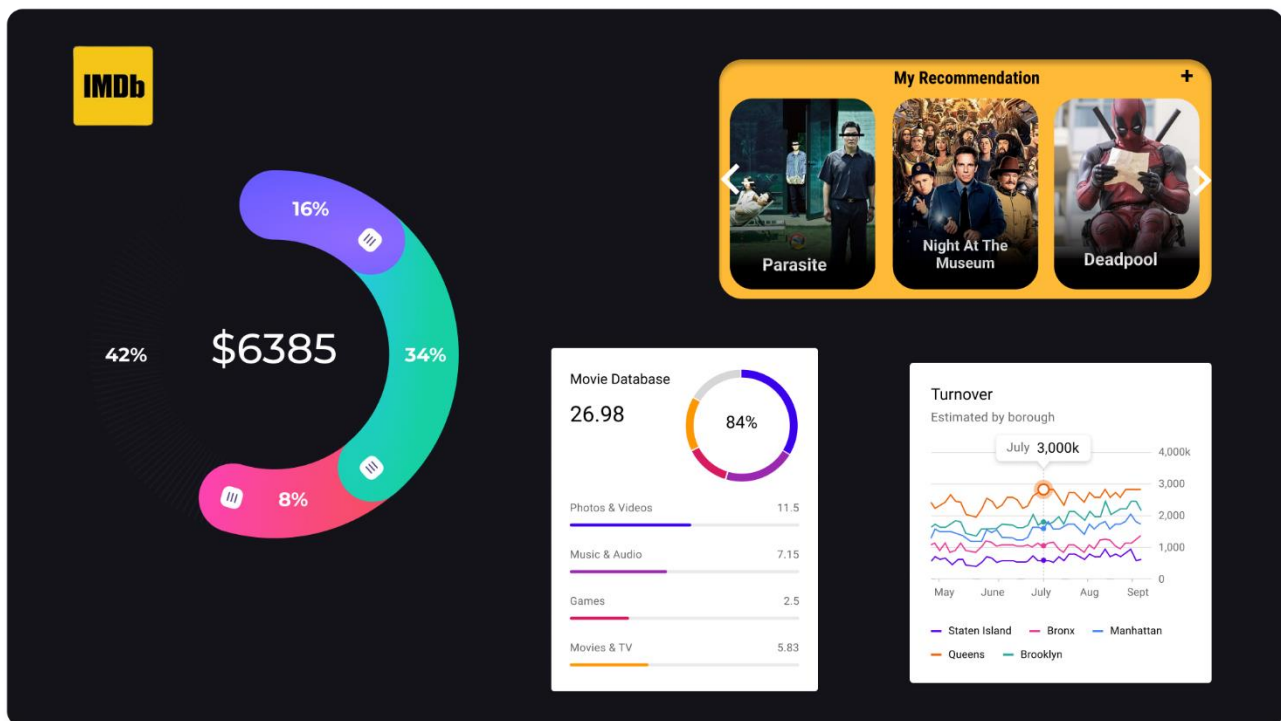 IMDb
My Recommendation
+
Parasite
Night At The
Museum
Deadpool
16%
42%
$6385
34%
8%
Movie Database
26.98
84%
Photos & Videos 11.5
Music & Audio 7.15
Games 2.5
Movies & TV 5.83
Turnover
Estimated by borough
July 3,000k
4,000k
3,000
2,000
1,000
0
May June July Aug Sept
Staten Island Bronx Manhattan
Queens Brooklyn